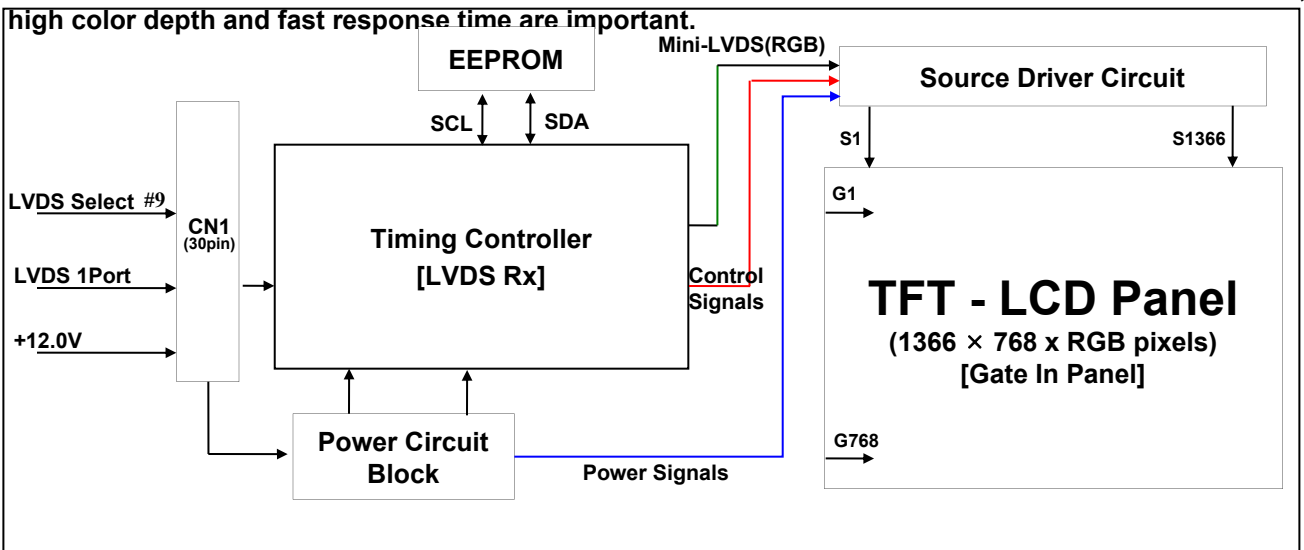 high color depth and fast response time are important.
EEPROM
Mini-LVDS(RGB)
Source Driver Circuit
SCL
SDA
S1
S1366
LVDS Select #9
CN1
(30pin)
G1
Timing Controller
[LVDS Rx]
LVDS 1Port
Control
Signals
TFT - LCD Panel
(1366 × 768 x RGB pixels)
[Gate In Panel]
+12.0V
Power Circuit
Block
G768
Power Signals